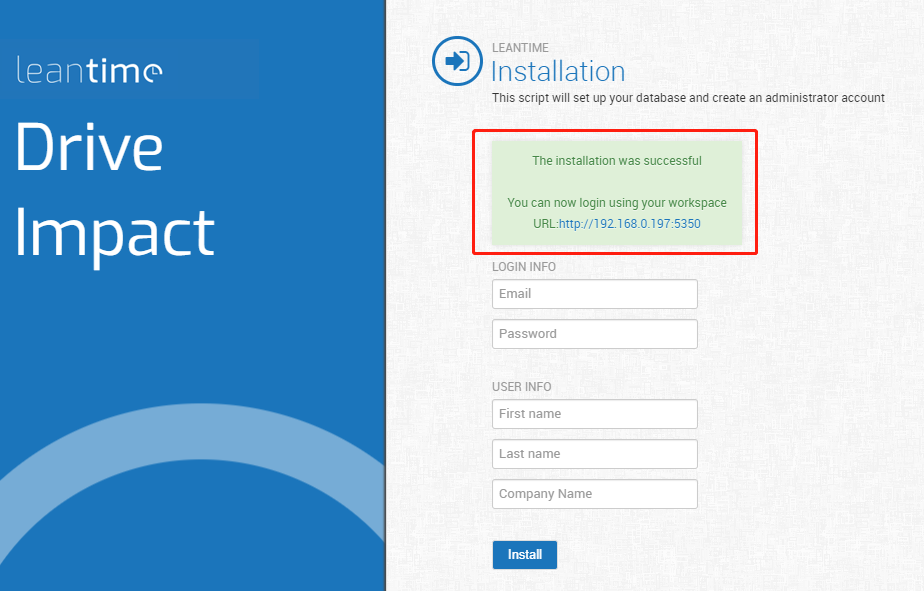 leantime
Drive
Impact
LEANTIME
Installation
This script will set up your database and create an administrator account
The installation was successful
You can now login using your workspace
URL:http://192.168.0.197:5350
LOGIN INFO
Email
Password
USER INFO
First name
Last name
Company Name
Install